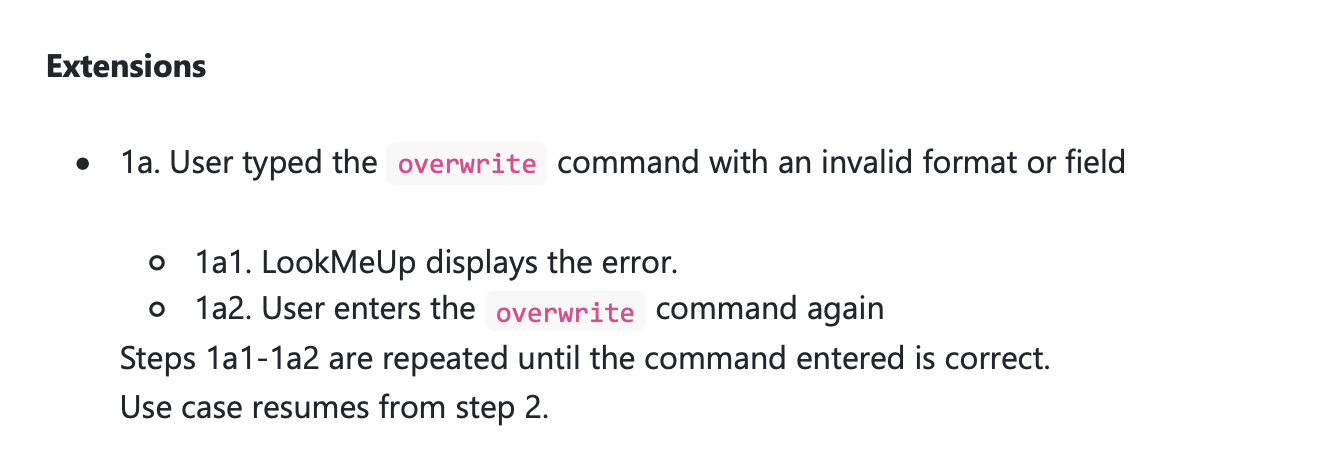 Extensions
• 1a. User typed the overwrite command with an invalid format or field
○ 1a1. LookMeUp displays the error.
○ 1a2. User enters the overwrite command again
Steps 1a1-1a2 are repeated until the command entered is correct.
Use case resumes from step 2.